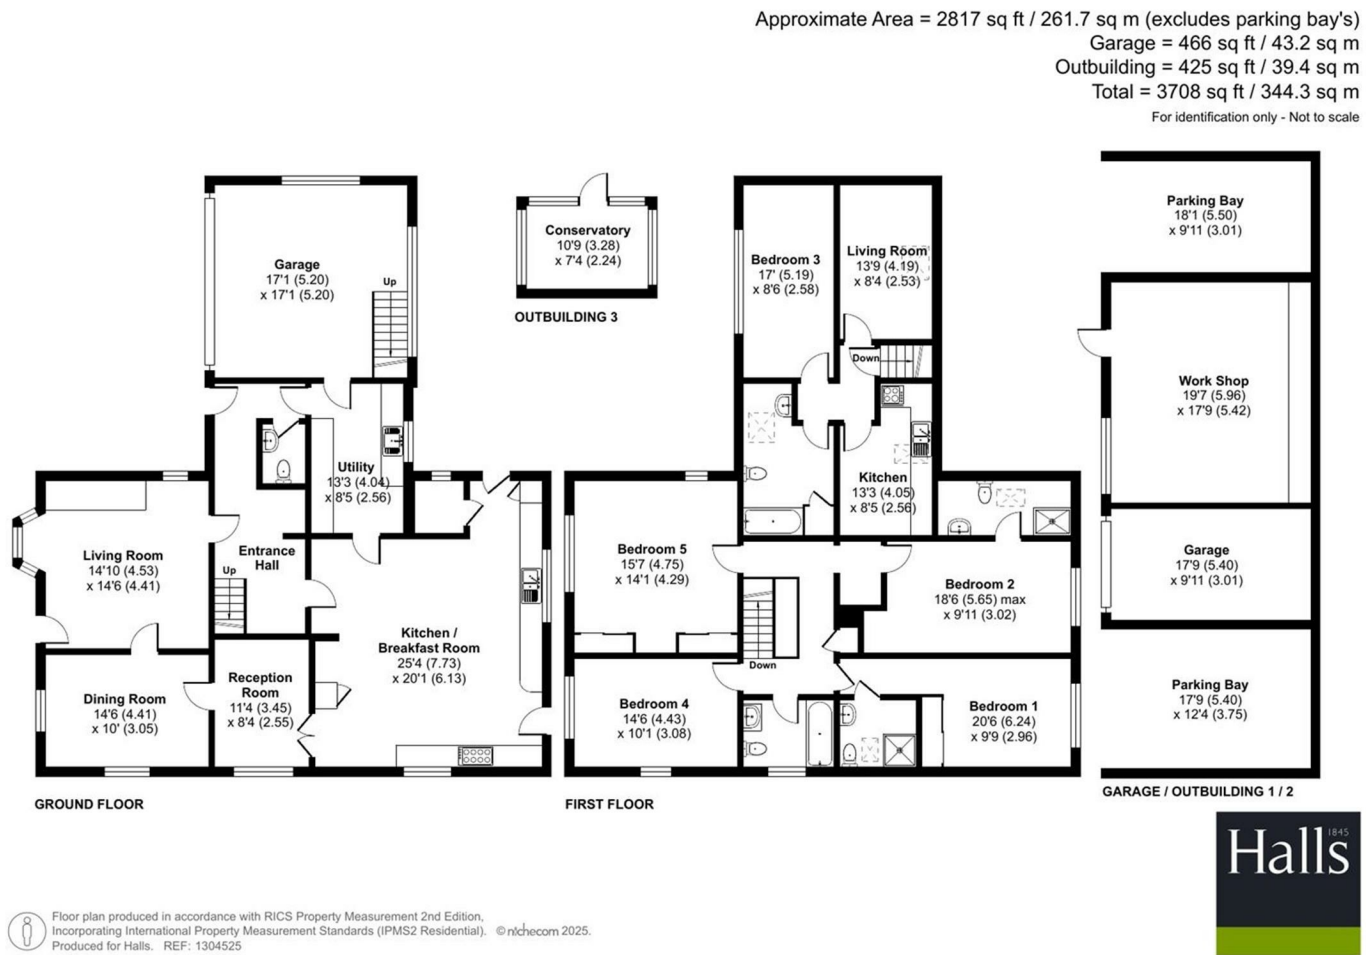 Approximate Area = 2817 sq ft / 261.7 sq m (excludes parking bay's)
Garage = 466 sq ft / 43.2 sq m
Outbuilding = 425 sq ft / 39.4 sq m
Total = 3708 sq ft / 344.3 sq m
For identification only - Not to scale
Garage
17'1 (5.20)
x 17'1 (5.20)
Up
Utility
13'3 (4.04)
x 8'5 (2.56)
Living Room
14'10 (4.53)
x 14'6 (4.41)
Entrance
Hall
Up
Kitchen /
Breakfast Room
25'4 (7.73)
x 20'1 (6.13)
Dining Room
14'6 (4.41)
x 10' (3.05)
Reception
Room
11'4 (3.45)
x 8'4 (2.55)
GROUND FLOOR
Conservatory
10'9 (3.28)
x 7'4 (2.24)
OUTBUILDING 3
Bedroom 3
17' (5.19)
x 8'6 (2.58)
Living Room
13'9 (4.19)
x 8'4 (2.53)
Down
Kitchen
13'3 (4.05)
x 8'5 (2.56)
Bedroom 5
15'7 (4.75)
x 14'1 (4.29)
Bedroom 2
18'6 (5.65) max
x 9'11 (3.02)
Down
Bedroom 4
14'6 (4.43)
x 10'1 (3.08)
Bedroom 1
20'6 (6.24)
x 9'9 (2.96)
FIRST FLOOR
Parking Bay
18'1 (5.50)
x 9'11 (3.01)
Work Shop
19'7 (5.96)
x 17'9 (5.42)
Garage
17'9 (5.40)
x 9'11 (3.01)
Parking Bay
17'9 (5.40)
x 12'4 (3.75)
GARAGE / OUTBUILDING 1 / 2
1845
Halls
Floor plan produced in accordance with RICS Property Measurement 2nd Edition,
Incorporating International Property Measurement Standards (IPMS2 Residential). © nichecom 2025.
Produced for Halls. REF: 1304525